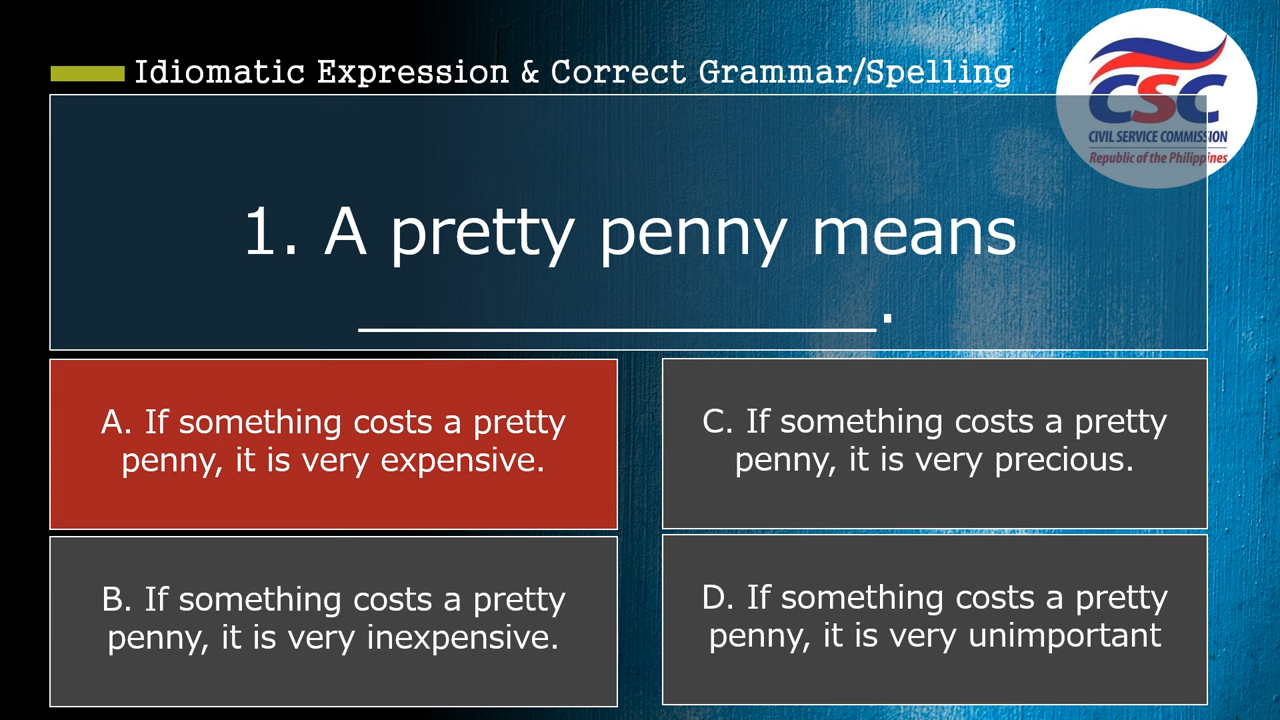 Idiomatic Expression & Correct Grammar/Spelling
CSC
CIVIL SERVICE COMMISSION
Republic of the Philippines
1. A pretty penny means
________________.
A. If something costs a pretty
penny, it is very expensive.
B. If something costs a pretty
penny, it is very inexpensive.
C. If something costs a pretty
penny, it is very precious.
D. If something costs a pretty
penny, it is very unimportant